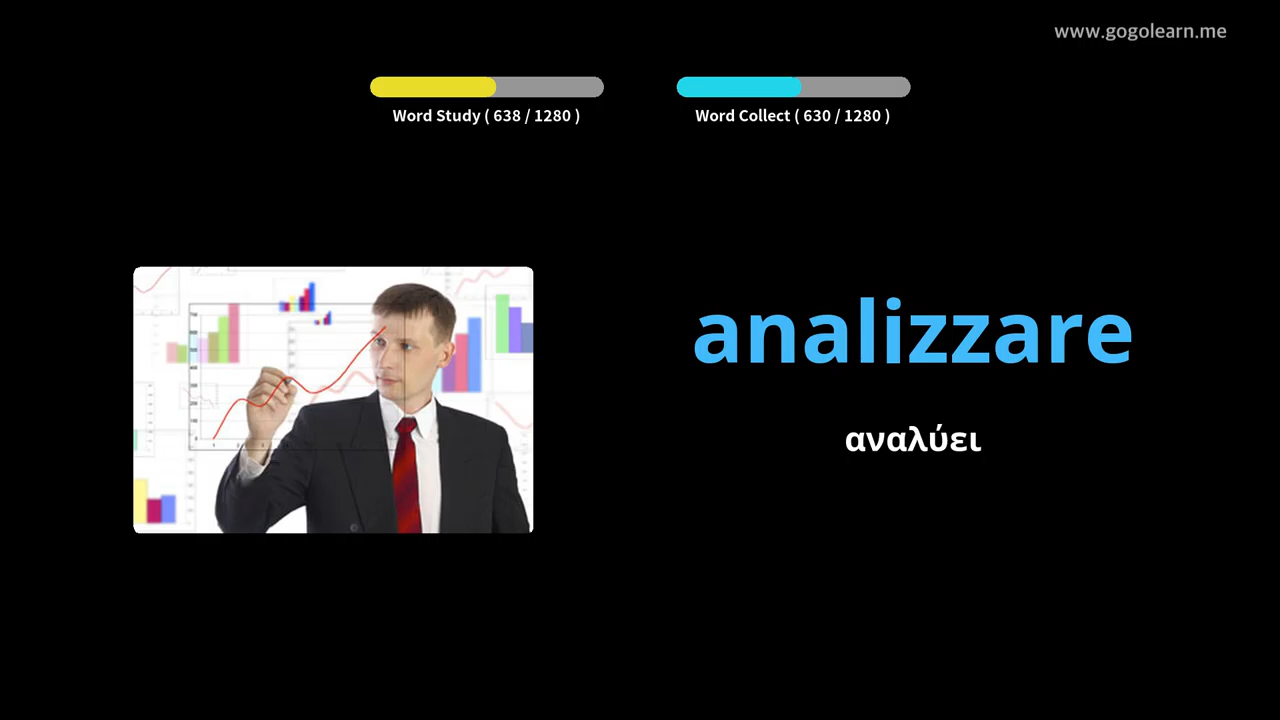 www.gogolearn.me
Word Study ( 638 / 1280 )
Word Collect ( 630 / 1280 )
analizzare
αναλύει